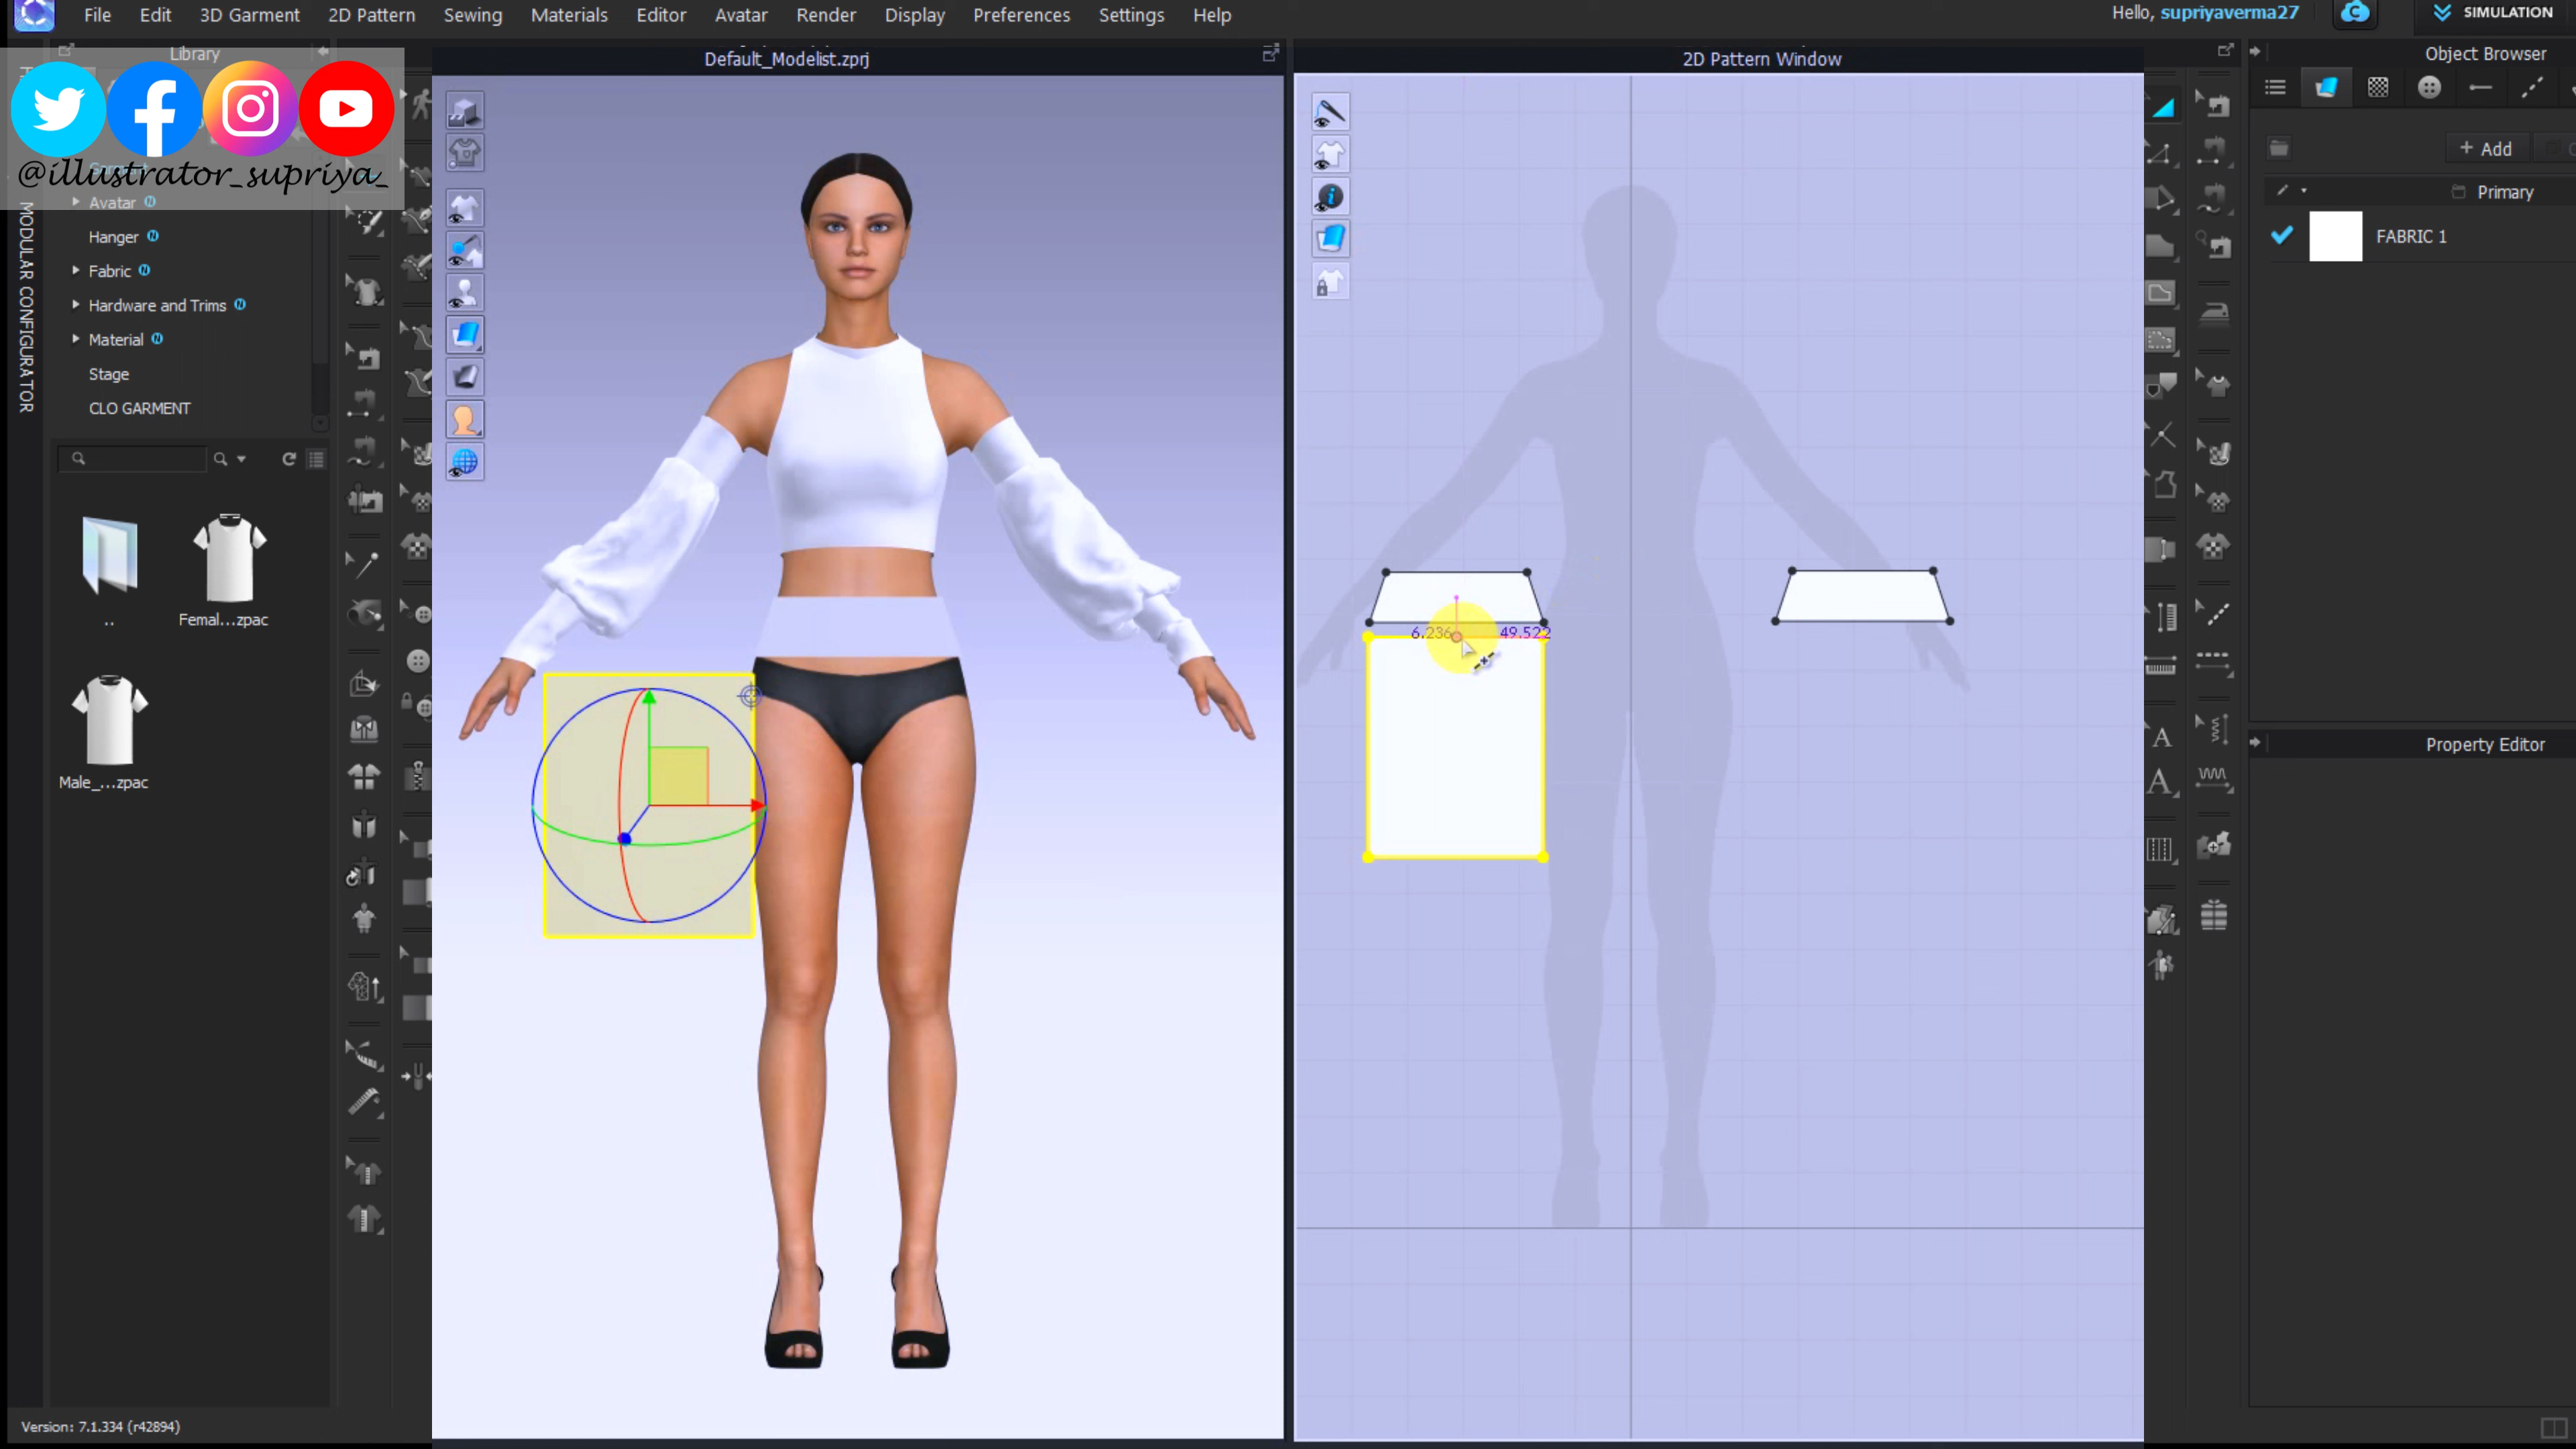 File Edit 3D Garment 2D Pattern Sewing Materials Editor Avatar Render Display Preferences Settings Help
Hello, supriyaverma27
SIMULATION
Library
Default_Modelist.zprj
2D Pattern Window
Object Browser
@illustrator_supriya_
+ Add
Primary
FABRIC 1
Avatar
Hanger
Fabric
Hardware and Trims
Material
Stage
CLO GARMENT
MODULAR CONFIGURATOR
..
Femal...zpac
Male_...zpac
6.236
49.522
Property Editor
Version: 7.1.334 (r42894)